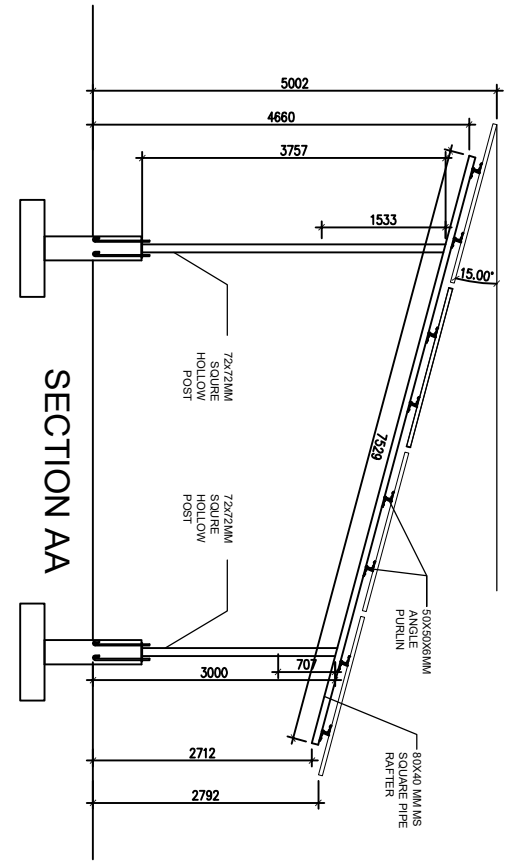 5002
4660
3757
1533
15.00°
7529
72x72MM
SQURE
HOLLOW
POST
72x72MM
SQURE
HOLLOW
POST
50X50X6MM
ANGLE
PURLIN
80X40 MM MS
SQUARE PIPE
RAFTER
707
3000
2712
2792
SECTION AA